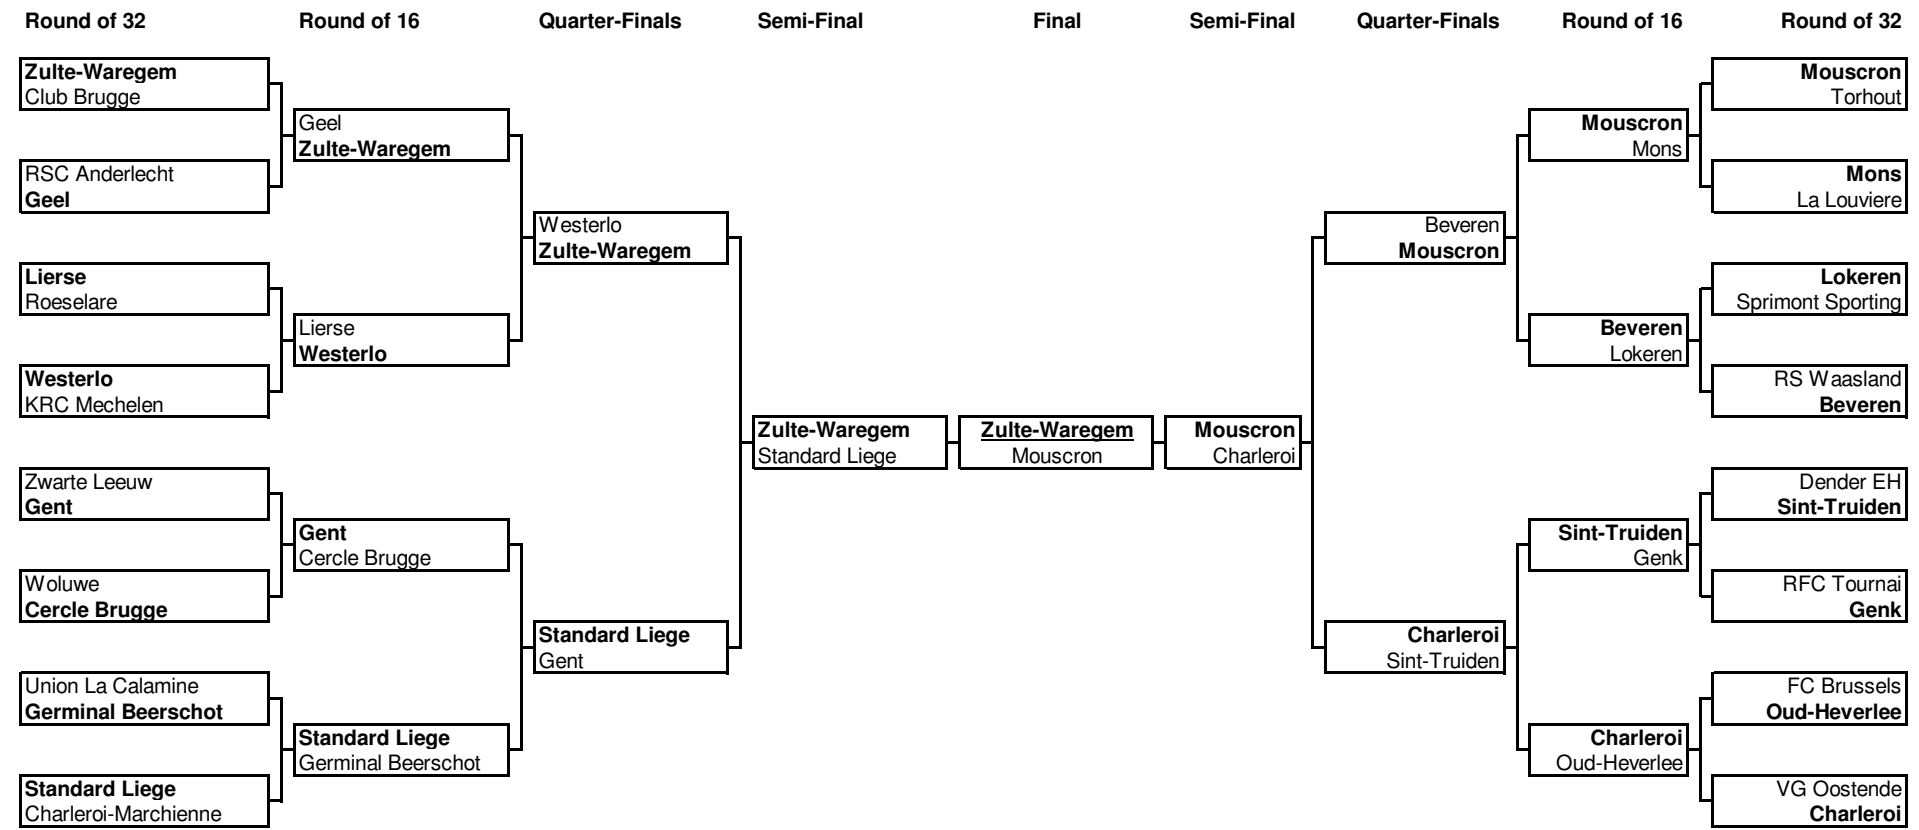 Round of 32
Round of 16
Quarter-Finals
Semi-Final
Final
Semi-Final
Quarter-Finals
Round of 16
Round of 32
Zulte-Waregem
Club Brugge
RSC Anderlecht
Geel
Lierse
Roeselare
Westerlo
KRC Mechelen
Zwarte Leeuw
Gent
Woluwe
Cercle Brugge
Union La Calamine
Germinal Beerschot
Standard Liege
Charleroi-Marchienne
Geel
Zulte-Waregem
Lierse
Westerlo
Gent
Cercle Brugge
Standard Liege
Germinal Beerschot
Westerlo
Zulte-Waregem
Standard Liege
Gent
Zulte-Waregem
Standard Liege
Zulte-Waregem
Mouscron
Mouscron
Charleroi
Beveren
Mouscron
Charleroi
Sint-Truiden
Mouscron
Mons
Beveren
Lokeren
Sint-Truiden
Genk
Charleroi
Oud-Heverlee
Mouscron
Torhout
Mons
La Louviere
Lokeren
Sprimont Sporting
RS Waasland
Beveren
Dender EH
Sint-Truiden
RFC Tournai
Genk
FC Brussels
Oud-Heverlee
VG Oostende
Charleroi